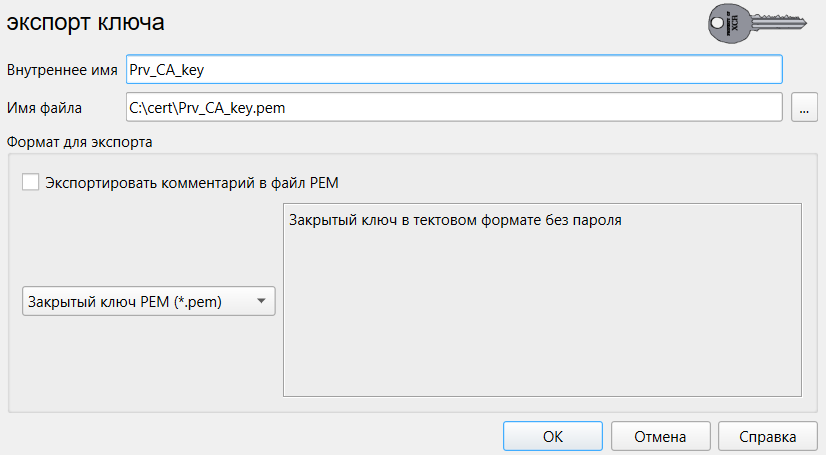 экспорт ключа
XCA
Внутреннее имя Prv_CA_key
Имя файла C:\cert\Prv_CA_key.pem ...
Формат для экспорта
Экспортировать комментарий в файл PEM
Закрытый ключ в тектовом формате без пароля
Закрытый ключ PEM (*.pem)
OK Отмена Справка